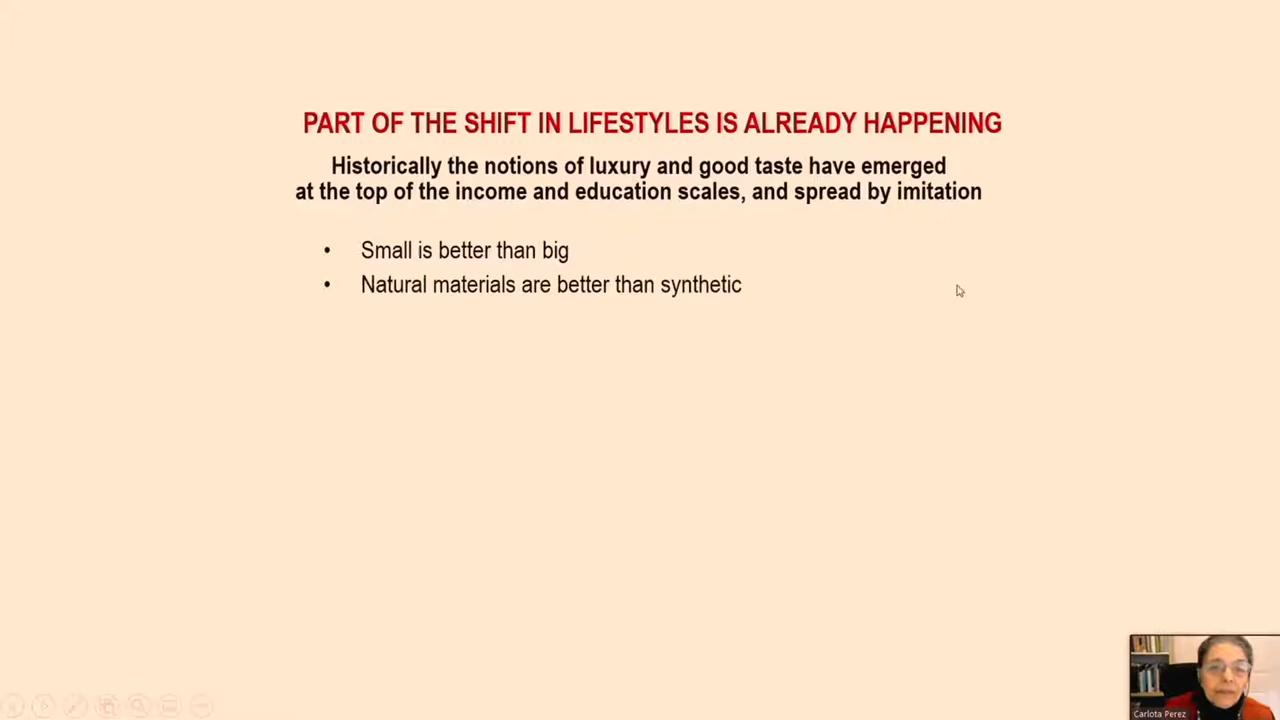 PART OF THE SHIFT IN LIFESTYLES IS ALREADY HAPPENING
Historically the notions of luxury and good taste have emerged
at the top of the income and education scales, and spread by imitation
• Small is better than big
• Natural materials are better than synthetic
Carlota Perez